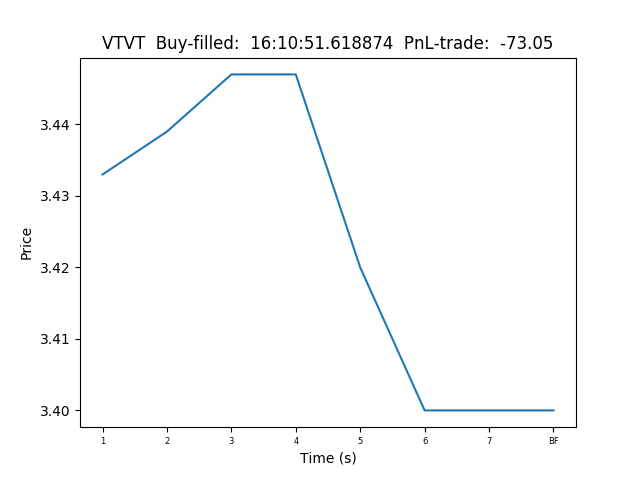 VTVT  Buy-filled:  16:10:51.618874  PnL-trade:  -73.05
3.44
3.43
3.42
3.41
3.40
Price
1 2 3 4 5 6 7 BF
Time (s)